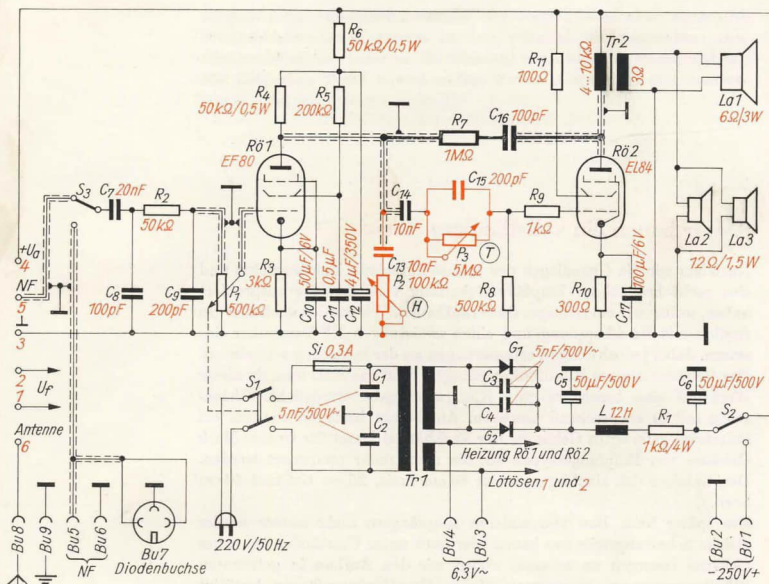 R6
50kΩ/0,5W
R4
50kΩ/0,5W
R5
200kΩ
R11
100Ω
Tr2
4...10kΩ
3Ω
La1
6Ω/3W
Rö1
EF80
R7
1MΩ
C16
100pF
Rö2
EL84
S3
C7
20nF
R2
50kΩ
C14
10nF
C15
200pF
R9
1kΩ
P3
5MΩ
T
La2
La3
12Ω/1,5W
+Ua
4
NF
5
3
C8
100pF
C9
200pF
P1
500kΩ
R3
3kΩ
C10
50µF/6V
C11
0,5µF
C12
4µF/350V
C13
10nF
P2
100kΩ
H
R8
500kΩ
R10
300Ω
C17
100µF/6V
2
Uf
1
Antenne
6
Si 0,3A
S1
5nF/500V~
C1
C2
Tr1
G1
5nF/500V~
C3
C4
G2
C5
50µF/500V
C6
50µF/500V
L 12H
R1
1kΩ/4W
S2
Heizung Rö1 und Rö2
Lötösen 1 und 2
Bu8
Bu9
Bu5
Bu6
NF
Bu7
Diodenbuchse
220V/50Hz
Bu4
Bu3
6,3V~
Bu2
Bu1
-250V+